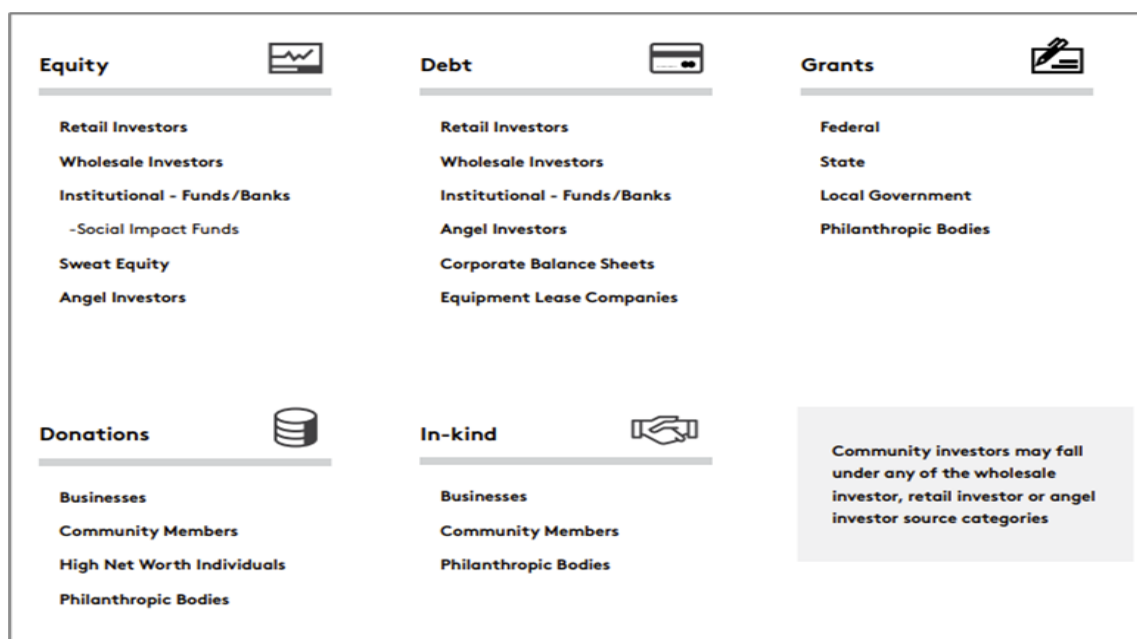 Equity
Retail Investors
Wholesale Investors
Institutional - Funds/Banks
-Social Impact Funds
Sweat Equity
Angel Investors
Debt
Retail Investors
Wholesale Investors
Institutional - Funds/Banks
Angel Investors
Corporate Balance Sheets
Equipment Lease Companies
Grants
Federal
State
Local Government
Philanthropic Bodies
Donations
Businesses
Community Members
High Net Worth Individuals
Philanthropic Bodies
In-kind
Businesses
Community Members
Philanthropic Bodies
Community investors may fall
under any of the wholesale
investor, retail investor or angel
investor source categories